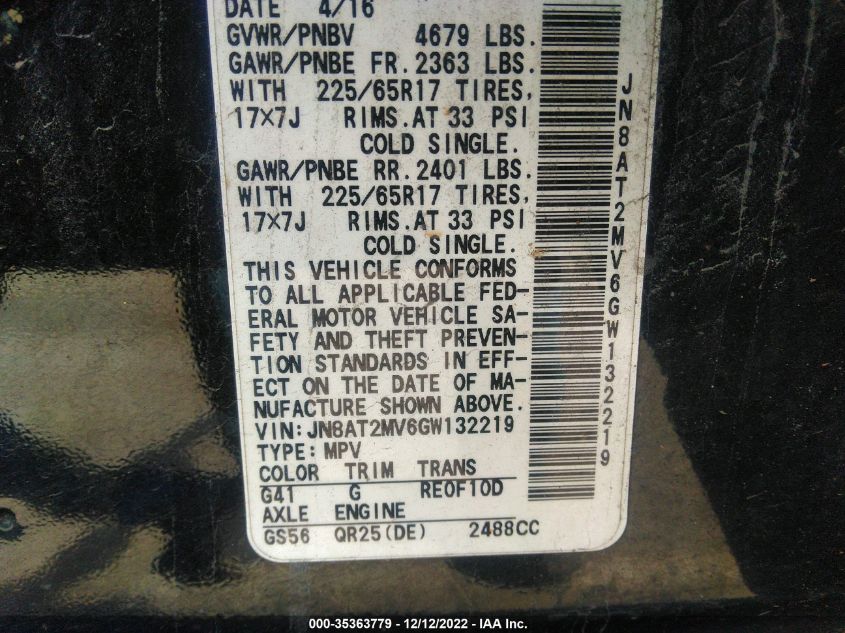 DATE 4/16
GVWR/PNBV 4679 LBS.
GAWR/PNBE FR. 2363 LBS.
WITH 225/65R17 TIRES,
17×7J RIMS. AT 33 PSI
COLD SINGLE.
GAWR/PNBE RR. 2401 LBS.
WITH 225/65R17 TIRES,
17×7J RIMS. AT 33 PSI
COLD SINGLE.
THIS VEHICLE CONFORMS
TO ALL APPLICABLE FED-
ERAL MOTOR VEHICLE SA-
FETY AND THEFT PREVEN-
TION STANDARDS IN EFF-
ECT ON THE DATE OF MA-
NUFACTURE SHOWN ABOVE.
VIN:JN8AT2MV6GW132219
TYPE: MPV
COLOR TRIM TRANS
G41 G RE0F10D
AXLE ENGINE
GS56 QR25(DE) 2488CC
JN8AT2MV6GW132219
000-35363779 - 12/12/2022 - IAA Inc.